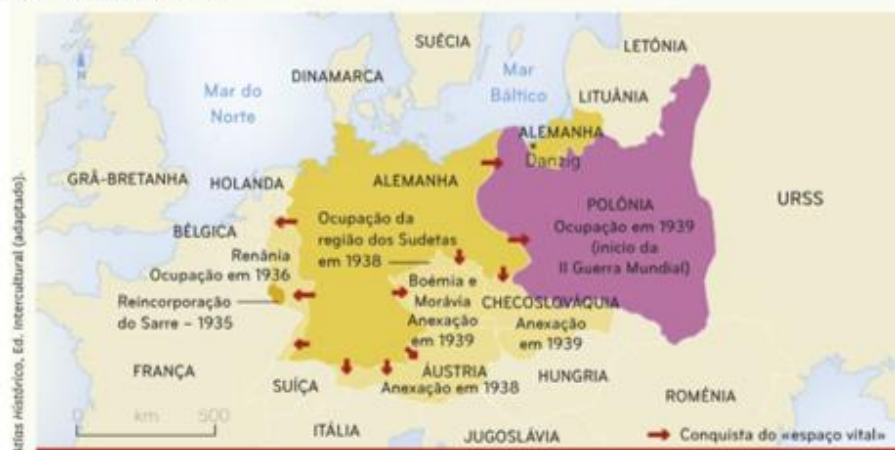 SUÉCIA
LETÓNIA
DINAMARCA
Mar
Báltico
Mar do
Norte
LITUÂNIA
ALEMANHA
Danzig
GRÃ-BRETANHA
HOLANDA
ALEMANHA
POLÓNIA
Ocupação em 1939
(início da
II Guerra Mundial)
URSS
BÉLGICA
Ocupação da
região dos Sudetas
em 1938
Renânia
Ocupação em 1936
Reincorporação
do Sarre – 1935
Boémia e
Morávia
Anexação
em 1939
CHECOSLOVÁQUIA
Anexação
em 1939
FRANÇA
SUÍÇA
ÁUSTRIA
Anexação em 1938
HUNGRIA
ROMÉNIA
0 km 500
ITÁLIA
JUGOSLÁVIA
Conquista do «espaço vital»
Histórico, Ed. Intercultural (adaptado).